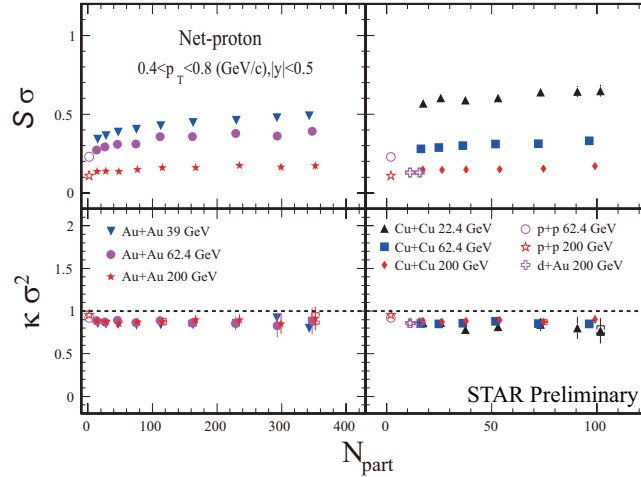 Net-proton
0.4<p_T<0.8 (GeV/c),|y|<0.5
S σ
1
0.5
0
Au+Au 39 GeV
Au+Au 62.4 GeV
Au+Au 200 GeV
Cu+Cu 22.4 GeV
Cu+Cu 62.4 GeV
Cu+Cu 200 GeV
p+p 62.4 GeV
p+p 200 GeV
d+Au 200 GeV
κ σ²
2
1.5
1
0.5
0
STAR Preliminary
0 100 200 300 400
0 50 100
N_part